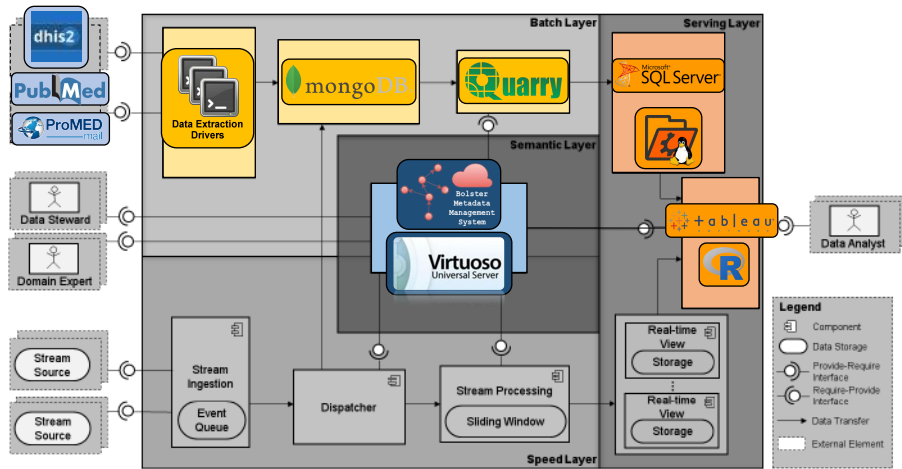 Batch Layer
Serving Layer
dhis2
PubMed
ProMED
mail
Data Extraction
Drivers
mongoDB
Quarry
Microsoft
SQL Server
Semantic Layer
Bolster
Metadata
Management
System
Virtuoso
Universal Server
Data Steward
Domain Expert
+ a b l e a u
R
Data Analyst
Stream
Source
Stream
Source
Stream
Ingestion
Event
Queue
Dispatcher
Stream Processing
Sliding Window
Real-time
View
Storage
Real-time
View
Storage
Speed Layer
Legend
Component
Data Storage
Provide-Require
Interface
Require-Provide
Interface
Data Transfer
External Element